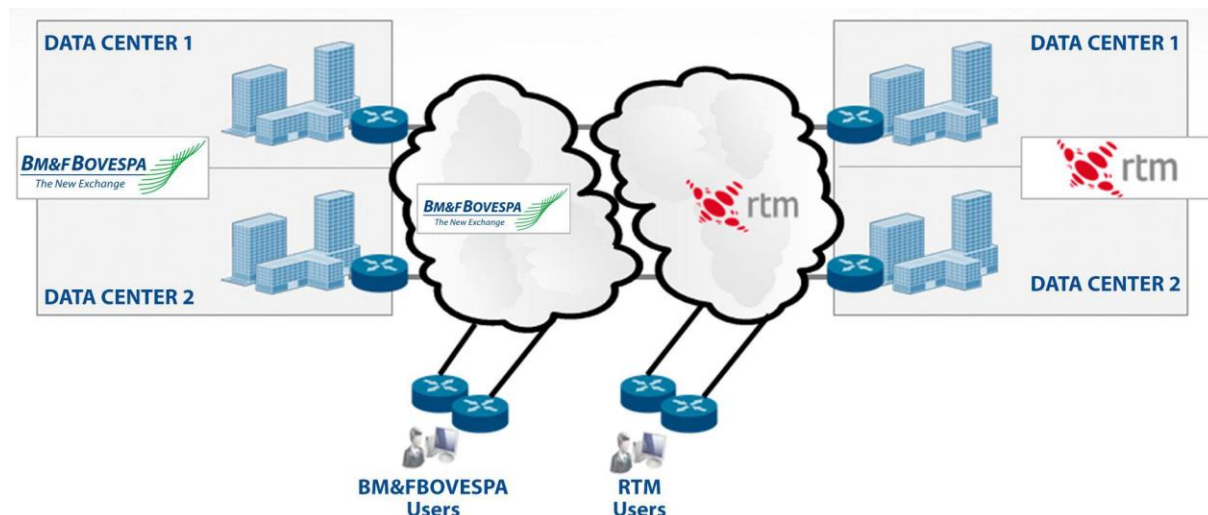 DATA CENTER 1
DATA CENTER 1
BM&FBOVESPA
The New Exchange
rtm
BM&FBOVESPA
The New Exchange
rtm
DATA CENTER 2
DATA CENTER 2
BM&FBOVESPA
Users
RTM
Users